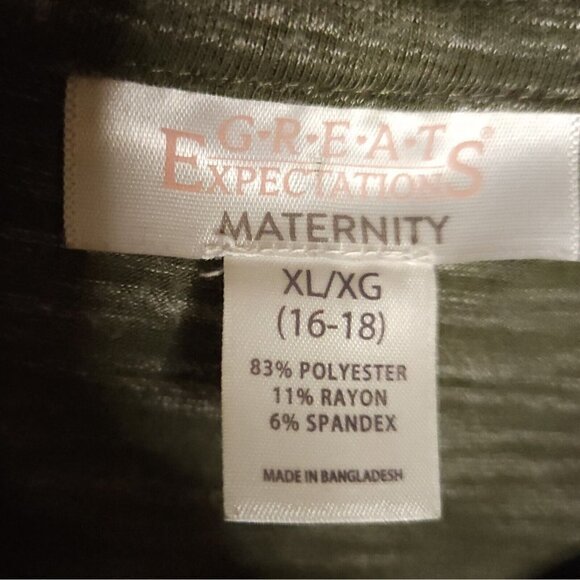 G·R·E·A·T
EXPECTATIONS®
MATERNITY
XL/XG
(16-18)
83% POLYESTER
11% RAYON
6% SPANDEX
MADE IN BANGLADESH